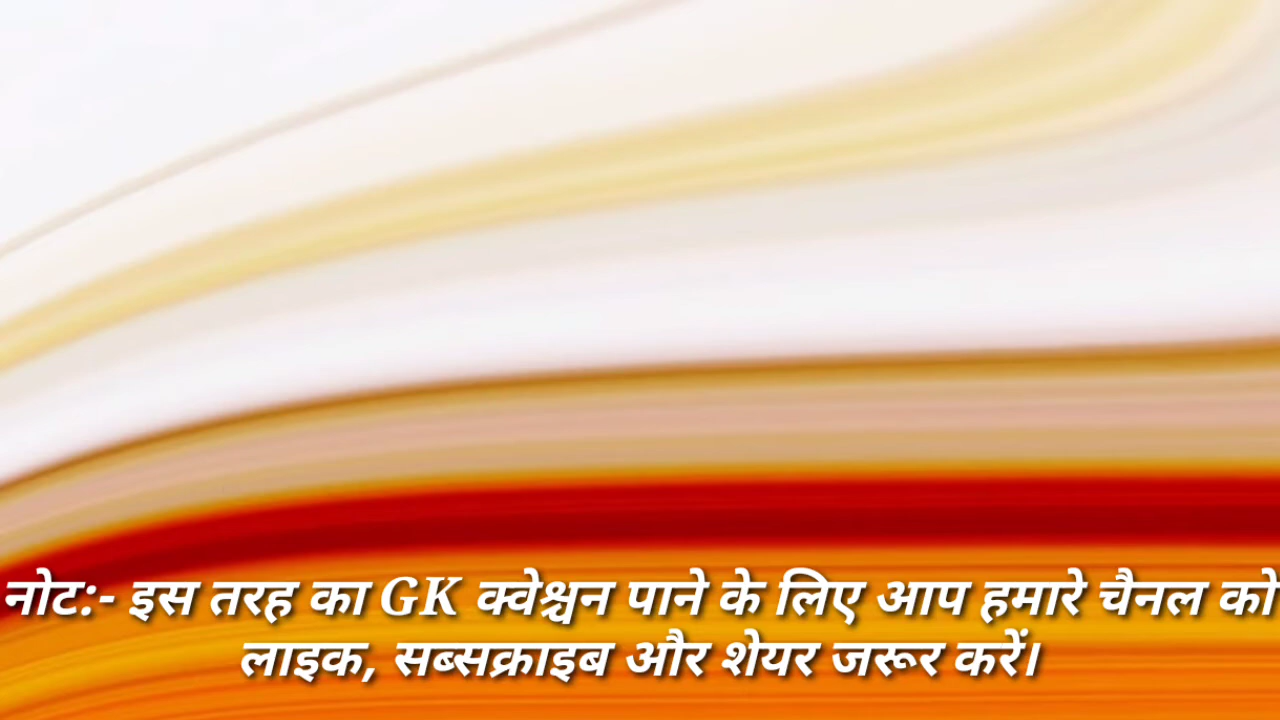 नोटः- इस तरह का GK क्वेश्चन पाने के लिए आप हमारे चैनल को
लाइक, सब्सक्राइब और शेयर जरूर करें।